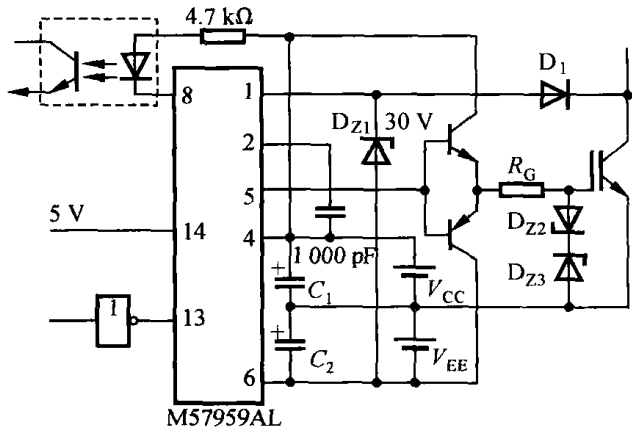 4.7 kΩ
8
1
D1
DZ1 30 V
2
RG
5
5 V
14
4
1 000 pF
DZ2
DZ3
+
C1
VCC
1
13
+
C2
VEE
6
M57959AL